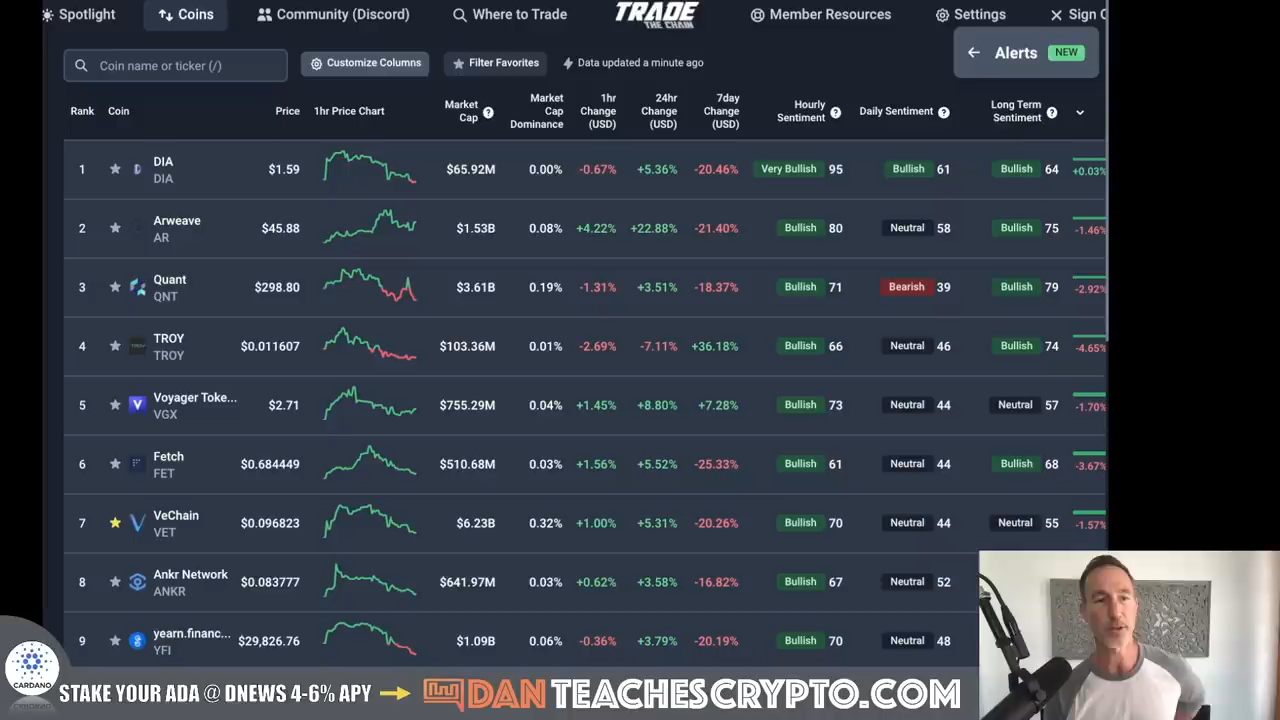 Spotlight
Coins
Community (Discord)
Where to Trade
TRADE
THE CHAIN
Member Resources
Settings
Sign
Coin name or ticker (/)
Customize Columns
Filter Favorites
Data updated a minute ago
Alerts NEW
Rank Coin Price 1hr Price Chart Market Cap Market Cap Dominance 1hr Change (USD) 24hr Change (USD) 7day Change (USD) Hourly Sentiment Daily Sentiment Long Term Sentiment
1 DIA DIA $1.59 $65.92M 0.00% -0.67% +5.36% -20.46% Very Bullish 95 Bullish 61 Bullish 64 +0.03%
2 Arweave AR $45.88 $1.53B 0.08% +4.22% +22.88% -21.40% Bullish 80 Neutral 58 Bullish 75 -1.46%
3 Quant QNT $298.80 $3.61B 0.19% -1.31% +3.51% -18.37% Bullish 71 Bearish 39 Bullish 79 -2.92%
4 TROY TROY $0.011607 $103.36M 0.01% -2.69% -7.11% +36.18% Bullish 66 Neutral 46 Bullish 74 -4.65%
5 Voyager Toke... VGX $2.71 $755.29M 0.04% +1.45% +8.80% +7.28% Bullish 73 Neutral 44 Neutral 57 -1.70%
6 Fetch FET $0.684449 $510.68M 0.03% +1.56% +5.52% -25.33% Bullish 61 Neutral 44 Bullish 68 -3.67%
7 VeChain VET $0.096823 $6.23B 0.32% +1.00% +5.31% -20.26% Bullish 70 Neutral 44 Neutral 55 -1.57%
8 Ankr Network ANKR $0.083777 $641.97M 0.03% +0.62% +3.58% -16.82% Bullish 67 Neutral 52
9 yearn.financ... YFI $29,826.76 $1.09B 0.06% -0.36% +3.79% -20.19% Bullish 70 Neutral 48
CARDANO
STAKE YOUR ADA @ DNEWS 4-6% APY
DANTEACHESCRYPTO.COM